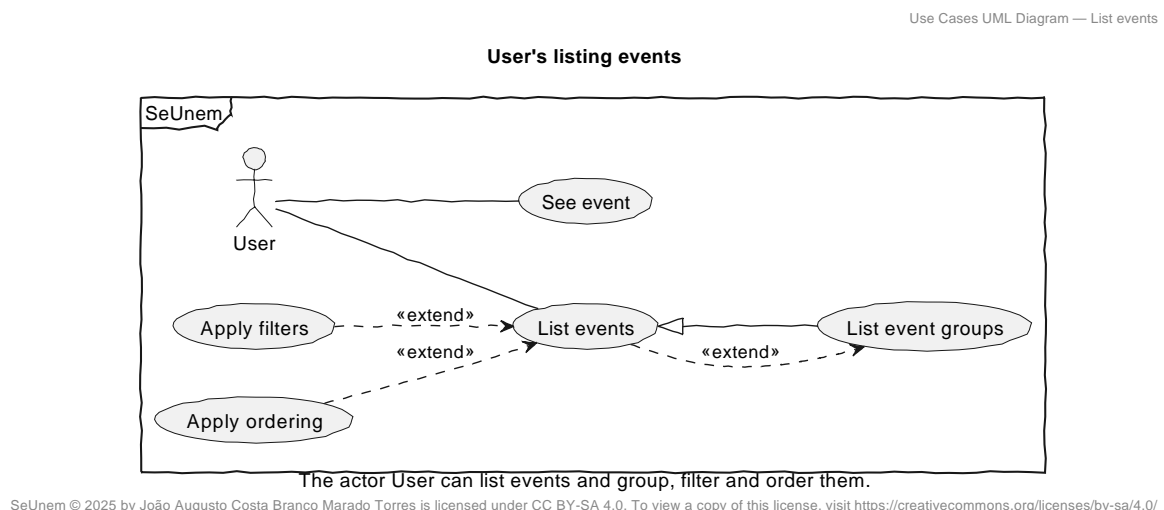 Use Cases UML Diagram — List events
User's listing events
SeUnem
See event
User
Apply filters
«extend»
List events
List event groups
«extend»
«extend»
Apply ordering
The actor User can list events and group, filter and order them.
SeUnem © 2025 by João Augusto Costa Branco Marado Torres is licensed under CC BY-SA 4.0. To view a copy of this license, visit https://creativecommons.org/licenses/by-sa/4.0/